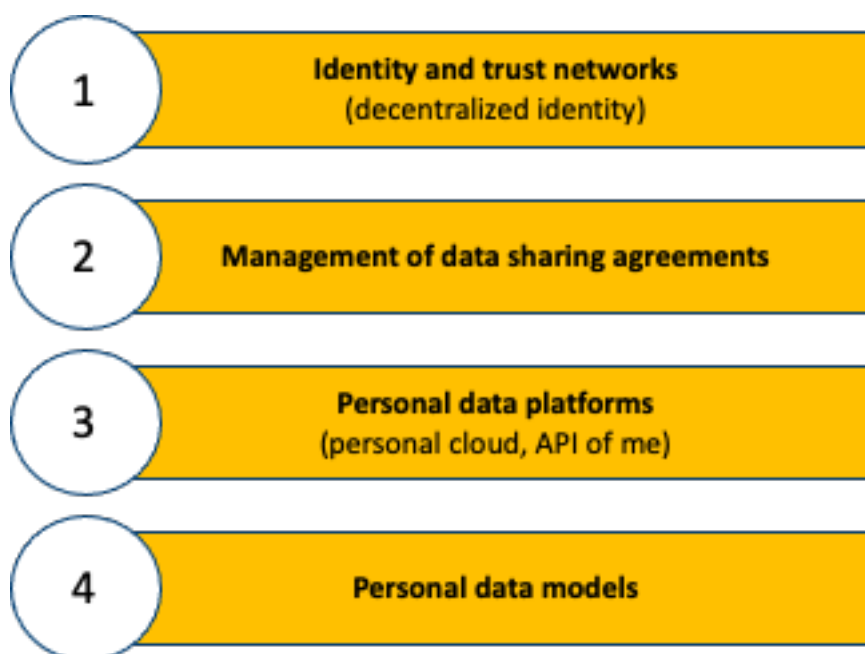 1
Identity and trust networks
(decentralized identity)
2
Management of data sharing agreements
3
Personal data platforms
(personal cloud, API of me)
4
Personal data models